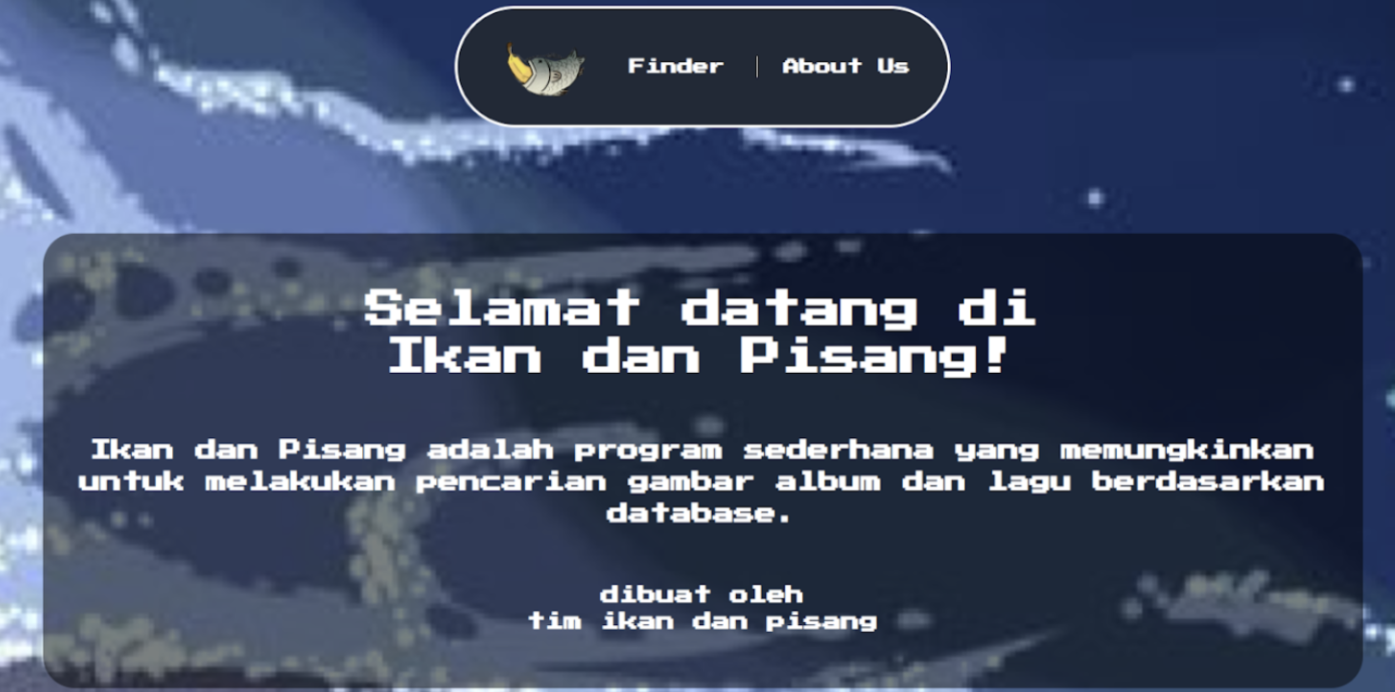 Finder | About Us
Selamat datang di
Ikan dan Pisang!
Ikan dan Pisang adalah program sederhana yang memungkinkan
untuk melakukan pencarian gambar album dan lagu berdasarkan
database.
dibuat oleh
tim ikan dan pisang